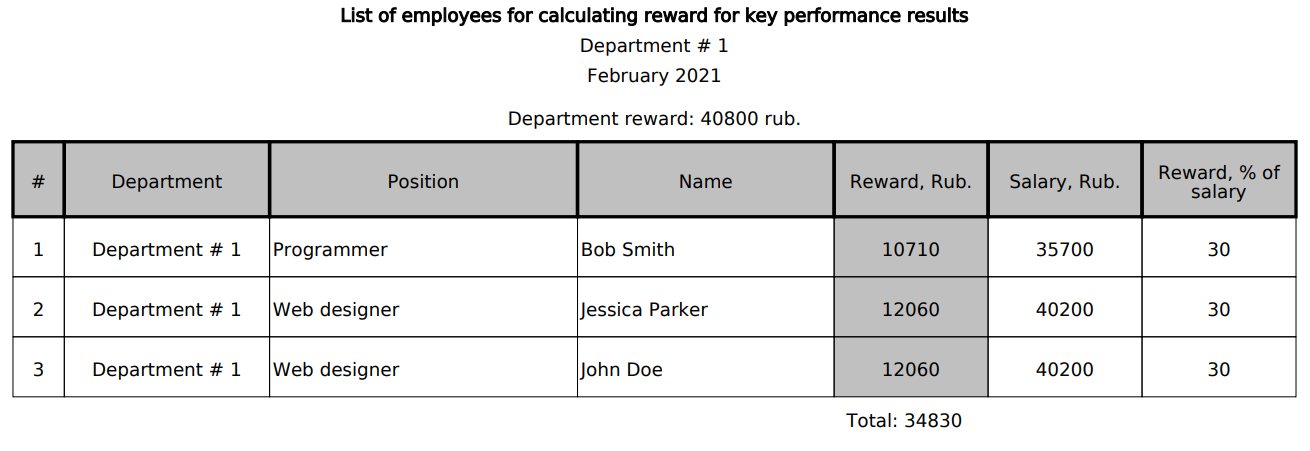 List of employees for calculating reward for key performance results
Department # 1
February 2021
Department reward: 40800 rub.
# Department Position Name Reward, Rub. Salary, Rub. Reward, % of salary
1 Department # 1 Programmer Bob Smith 10710 35700 30
2 Department # 1 Web designer Jessica Parker 12060 40200 30
3 Department # 1 Web designer John Doe 12060 40200 30
Total: 34830